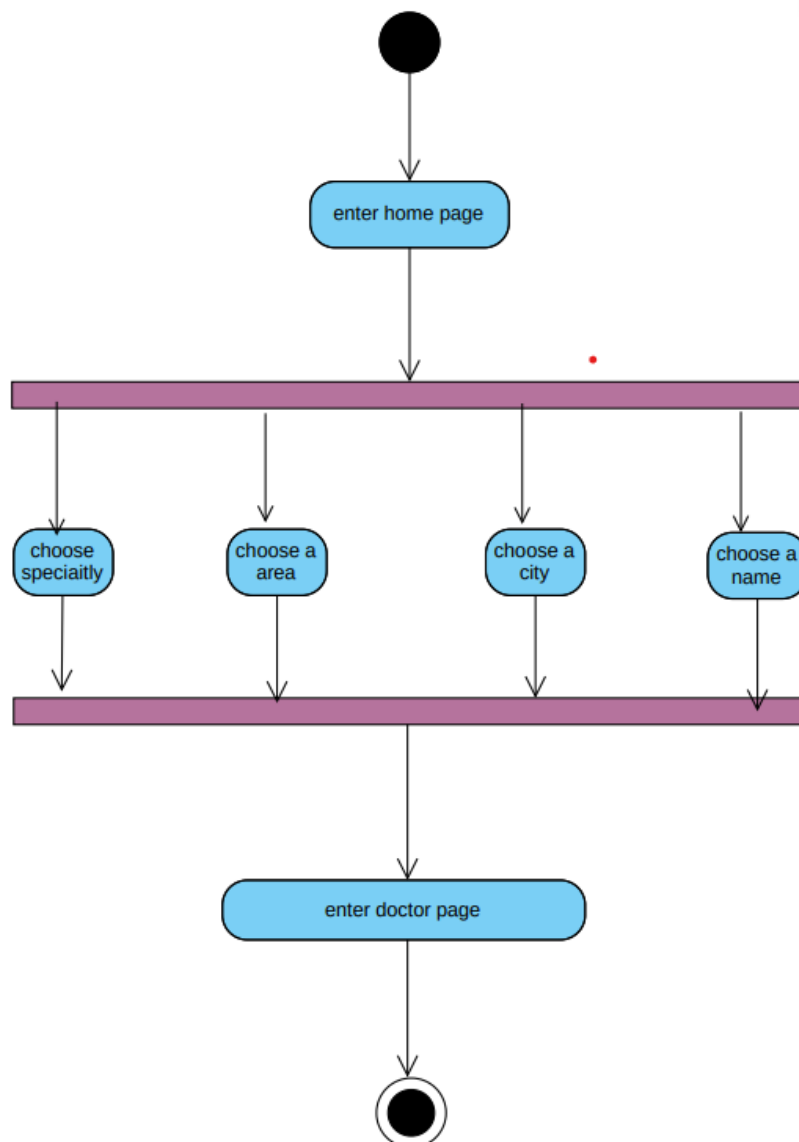 enter home page
choose
speciaitly
choose a
area
choose a
city
choose a
name
enter doctor page